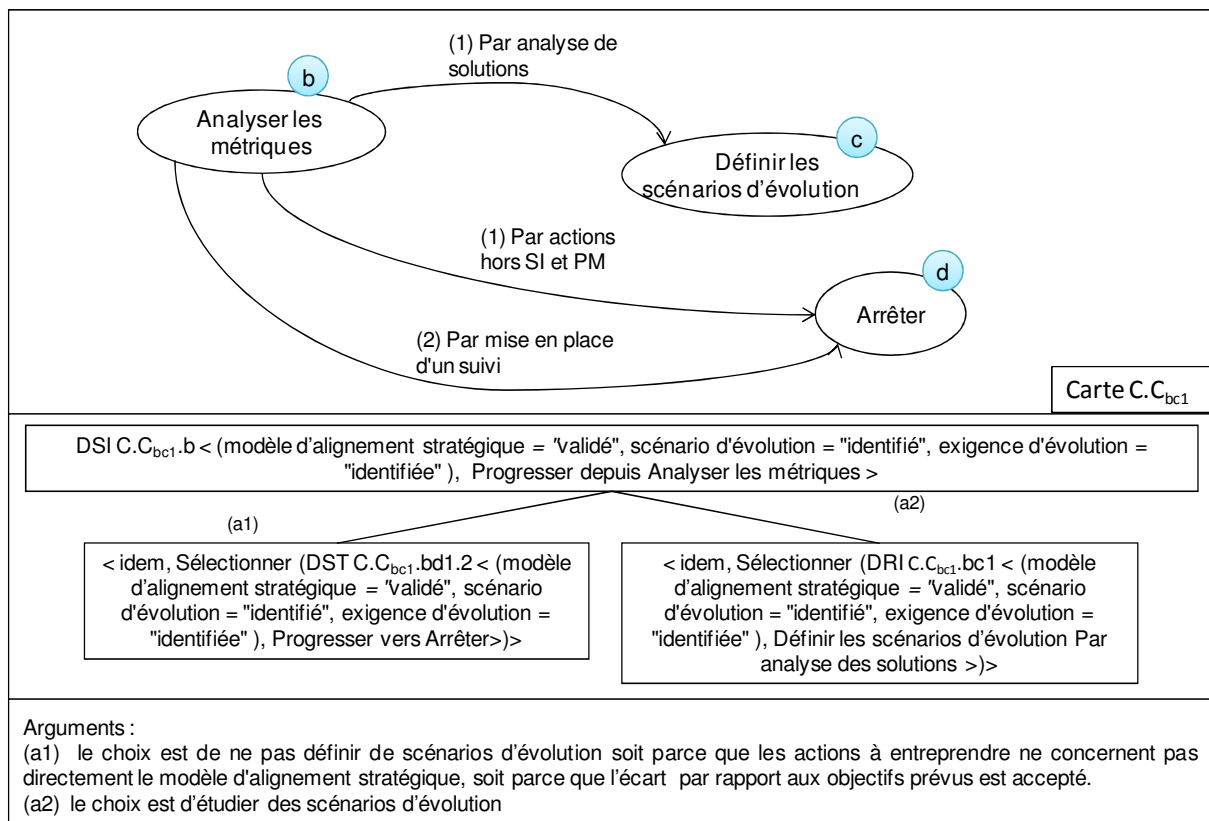 (1) Par analyse de
solutions
b
Analyser les
métriques
c
Définir les
scénarios d'évolution
(1) Par actions
hors SI et PM
d
Arrêter
(2) Par mise en place
d'un suivi
Carte C.Cbc1
DSI C.Cbc1.b < (modèle d'alignement stratégique = "validé", scénario d'évolution = "identifié", exigence d'évolution =
"identifiée" ), Progresser depuis Analyser les métriques >
(a1)
(a2)
< idem, Sélectionner (DST C.Cbc1.bd1.2 < (modèle
d'alignement stratégique = "validé", scénario
d'évolution = "identifié", exigence d'évolution =
"identifiée" ), Progresser vers Arrêter>)>
< idem, Sélectionner (DRI C.Cbc1.bc1 < (modèle
d'alignement stratégique = "validé", scénario
d'évolution = "identifié", exigence d'évolution =
"identifiée" ), Définir les scénarios d'évolution Par
analyse des solutions >)>
Arguments :
(a1) le choix est de ne pas définir de scénarios d'évolution soit parce que les actions à entreprendre ne concernent pas
directement le modèle d'alignement stratégique, soit parce que l'écart par rapport aux objectifs prévus est accepté.
(a2) le choix est d'étudier des scénarios d'évolution